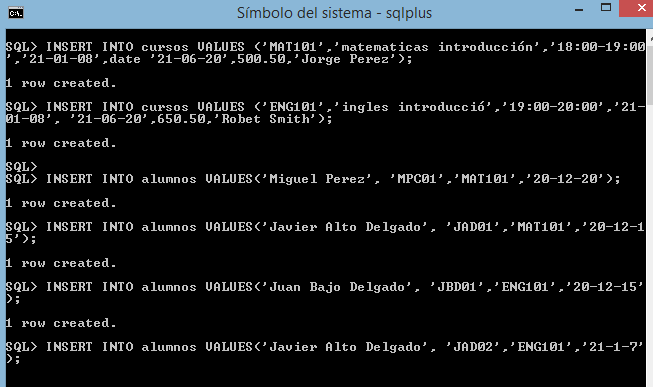 Símbolo del sistema - sqlplus
SQL> INSERT INTO cursos VALUES ('MAT101','matematicas introducción','18:00-19:00
','21-01-08',date '21-06-20',500.50,'Jorge Perez');
1 row created.
SQL> INSERT INTO cursos VALUES ('ENG101','ingles introducció','19:00-20:00','21-
01-08', '21-06-20',650.50,'Robet Smith');
1 row created.
SQL>
SQL> INSERT INTO alumnos VALUES('Miguel Perez', 'MPC01','MAT101','20-12-20');
1 row created.
SQL> INSERT INTO alumnos VALUES('Javier Alto Delgado', 'JAD01','MAT101','20-12-1
5');
1 row created.
SQL> INSERT INTO alumnos VALUES('Juan Bajo Delgado', 'JBD01','ENG101','20-12-15'
);
1 row created.
SQL> INSERT INTO alumnos VALUES('Javier Alto Delgado', 'JAD02','ENG101','21-1-7'
);